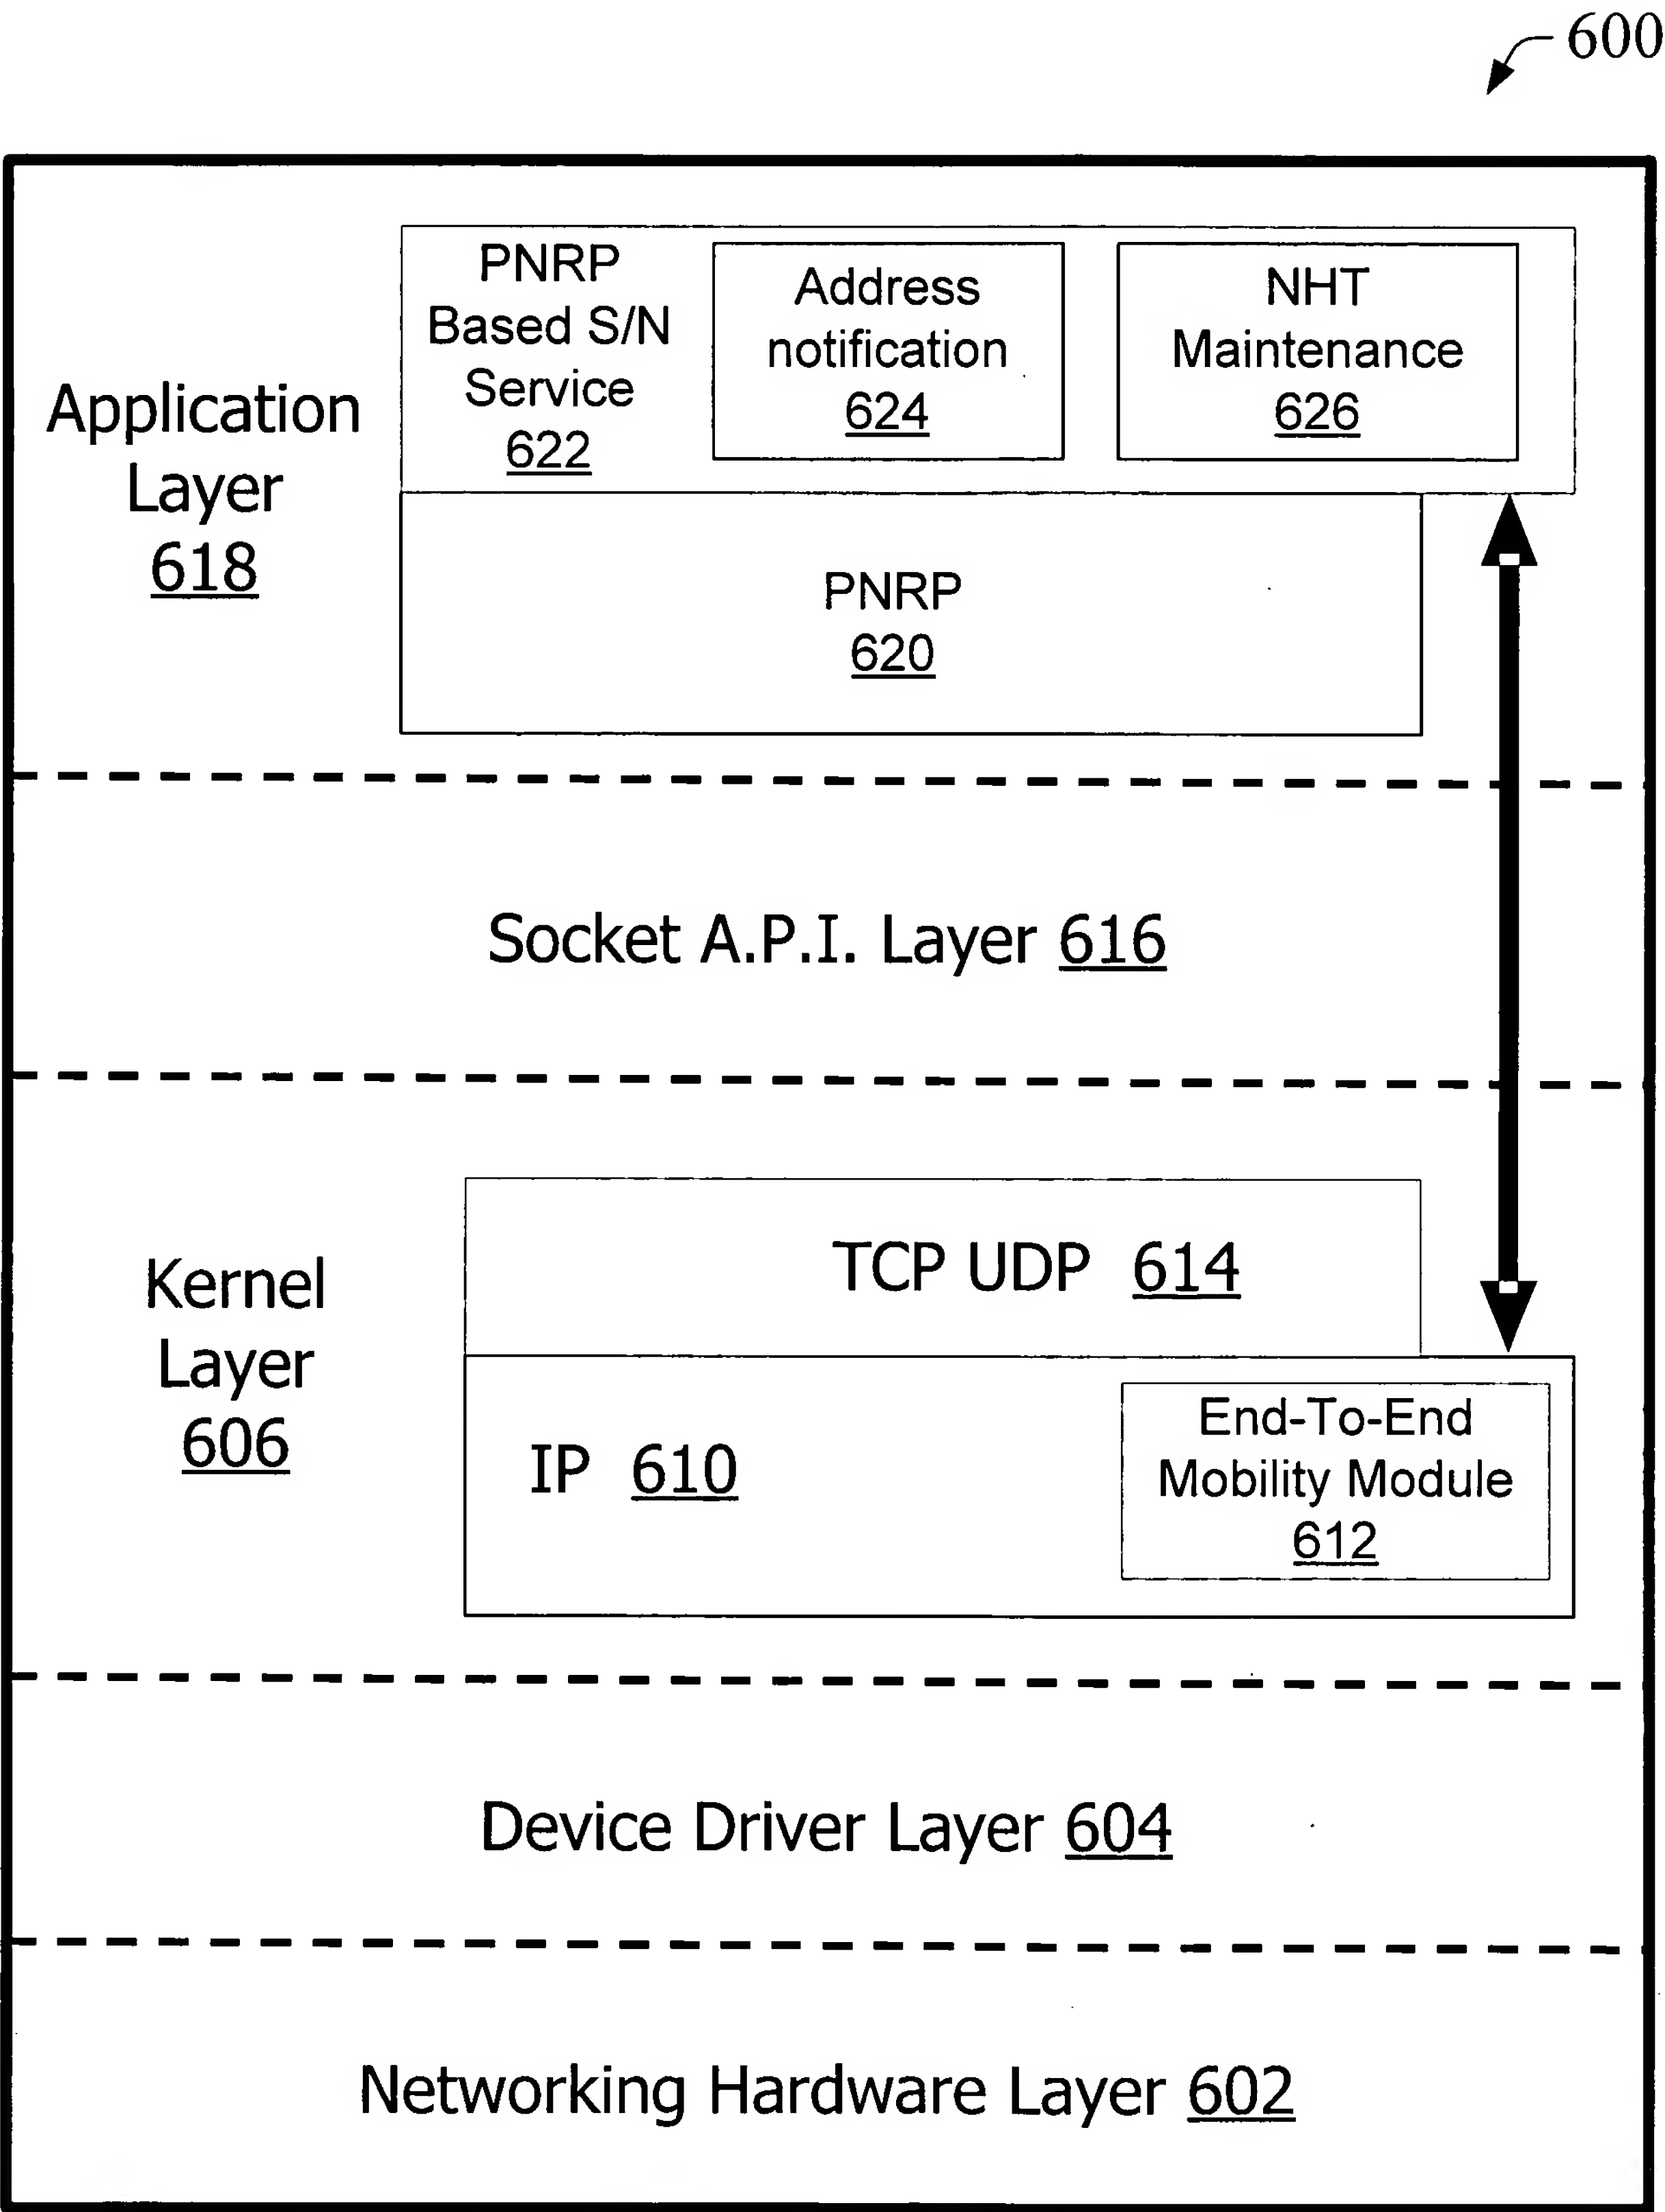 600
Application
Layer
618
PNRP
Based S/N
Service
622
Address
notification
624
NHT
Maintenance
626
PNRP
620
Socket A.P.I. Layer 616
Kernel
Layer
606
TCP UDP 614
IP 610
End-To-End
Mobility Module
612
Device Driver Layer 604
Networking Hardware Layer 602